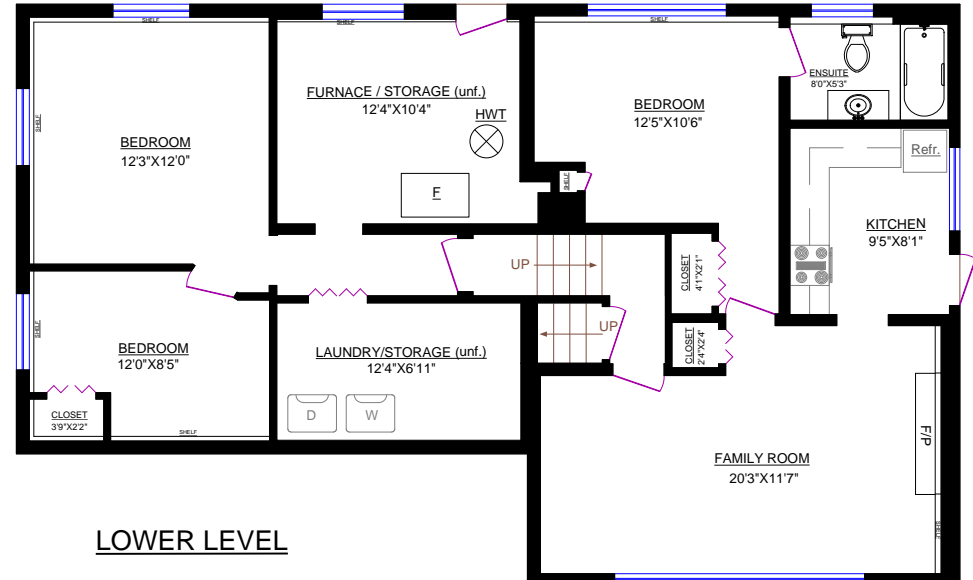 SHELF
SHELF
SHELF
ENSUITE
8'0"X5'3"
FURNACE / STORAGE (unf.)
12'4"X10'4"
HWT
BEDROOM
12'5"X10'6"
BEDROOM
12'3"X12'0"
Refr.
SHELF
F
KITCHEN
9'5"X8'1"
UP
CLOSET
4'1"X2'1"
UP
SHELF
BEDROOM
12'0"X8'5"
LAUNDRY/STORAGE (unf.)
12'4"X6'11"
CLOSET
2'4"X2'4"
CLOSET
3'9"X2'2"
D
W
SHELF
F/P
FAMILY ROOM
20'3"X11'7"
SHELF
LOWER LEVEL